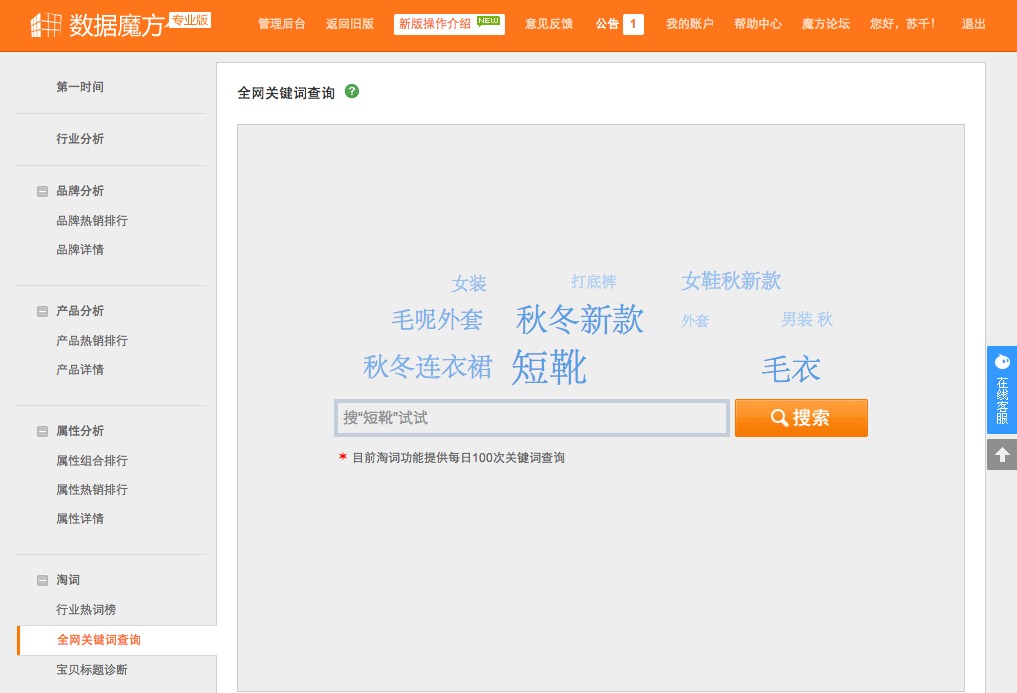 数据魔方 专业版 管理后台 返回旧版 新版操作介绍 NEW 意见反馈 公告 1 我的账户 帮助中心 魔方论坛 您好，苏千！ 退出
第一时间
行业分析
品牌分析
品牌热销排行
品牌详情
产品分析
产品热销排行
产品详情
属性分析
属性组合排行
属性热销排行
属性详情
淘词
行业热词榜
全网关键词查询
宝贝标题诊断
全网关键词查询 ?
女装 打底裤 女鞋秋新款
毛呢外套 秋冬新款 外套 男装 秋
秋冬连衣裙 短靴 毛衣
搜“短靴”试试 搜索
* 目前淘词功能提供每日100次关键词查询
在线客服